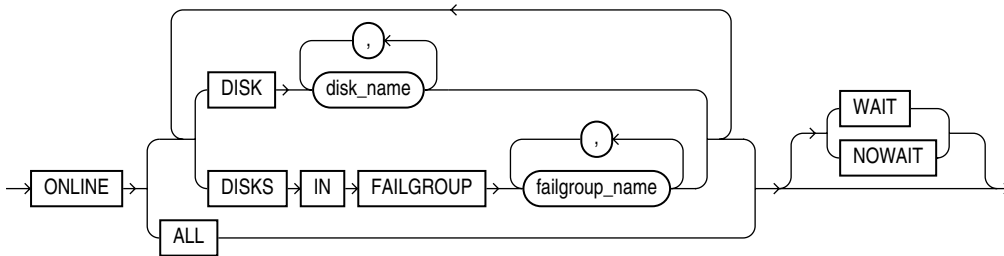 ,
DISK disk_name
WAIT
, NOWAIT
ONLINE DISKS IN FAILGROUP failgroup_name
ALL